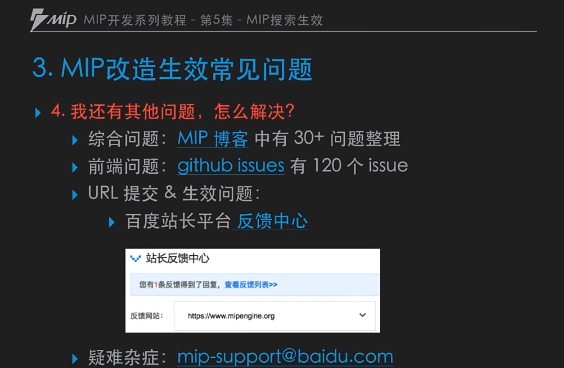 mip MIP开发系列教程 - 第5集 - MIP搜索生效
3. MIP改造生效常见问题
4. 我还有其他问题，怎么解决?
综合问题：MIP 博客 中有 30+ 问题整理
前端问题：github issues 有 120 个 issue
URL 提交 & 生效问题：
百度站长平台 反馈中心
站长反馈中心
您有1条反馈得到了回复，查看反馈列表>>
反馈网站： https://www.mipengine.org
疑难杂症：mip-support@baidu.com